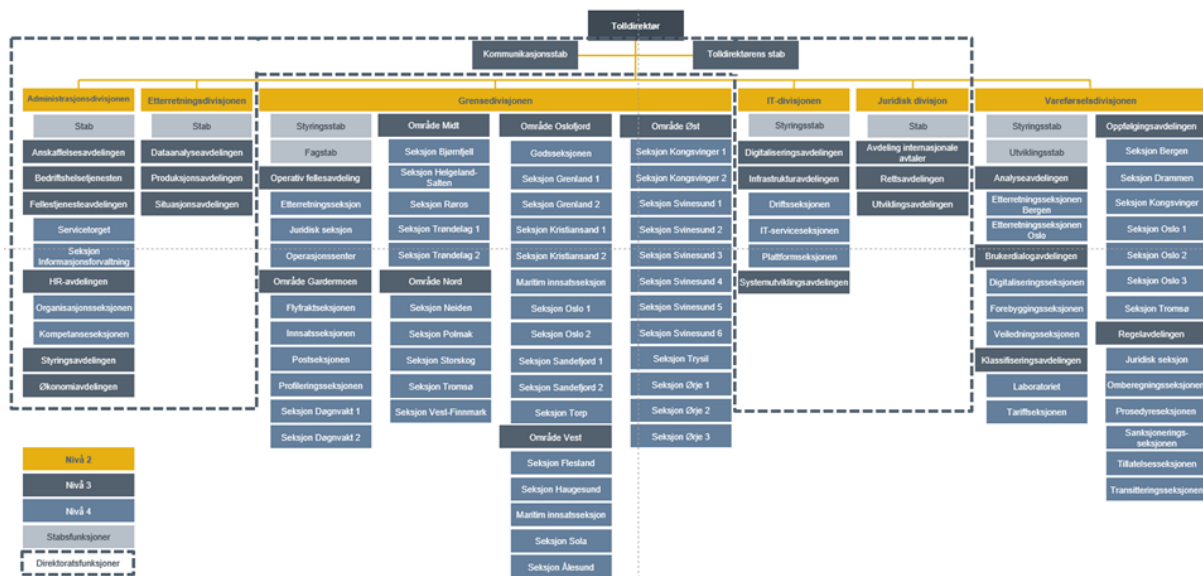 Tolldirektør
Kommunikasjonsstab
Tolldirektørens stab
Administrasjonsdivisjonen
Stab
Anskaffelsesavdelingen
Bedriftshelsetjenesten
Fellestjenesteavdelingen
Servicetorget
Seksjon
Informasjonsforvaltning
HR-avdelingen
Organisasjonsseksjonen
Kompetanseseksjonen
Styringsavdelingen
Økonomiavdelingen
Etterretningsdivisjonen
Stab
Dataanalyseavdelingen
Produksjonsavdelingen
Situasjonsavdelingen
Grensedivisjonen
Styringsstab
Fagstab
Operativ fellesavdeling
Etterretningsseksjon
Juridisk seksjon
Operasjonssenter
Område Gardermoen
Flyfraktseksjonen
Innsatsseksjonen
Postseksjonen
Profileringsseksjonen
Seksjon Døgnvakt 1
Seksjon Døgnvakt 2
Område Midt
Seksjon Bjørnfjell
Seksjon Helgeland-
Salten
Seksjon Røros
Seksjon Trøndelag 1
Seksjon Trøndelag 2
Område Nord
Seksjon Neiden
Seksjon Polmak
Seksjon Storskog
Seksjon Tromsø
Seksjon Vest-Finnmark
Område Oslofjord
Godsseksjonen
Seksjon Grenland 1
Seksjon Grenland 2
Seksjon Kristiansand 1
Seksjon Kristiansand 2
Maritim innsatsseksjon
Seksjon Oslo 1
Seksjon Oslo 2
Seksjon Sandefjord 1
Seksjon Sandefjord 2
Seksjon Torp
Område Vest
Seksjon Flesland
Seksjon Haugesund
Maritim innsatsseksjon
Seksjon Sola
Seksjon Ålesund
Område Øst
Seksjon Kongsvinger 1
Seksjon Kongsvinger 2
Seksjon Svinesund 1
Seksjon Svinesund 2
Seksjon Svinesund 3
Seksjon Svinesund 4
Seksjon Svinesund 5
Seksjon Svinesund 6
Seksjon Trysil
Seksjon Ørje 1
Seksjon Ørje 2
Seksjon Ørje 3
IT-divisjonen
Styringsstab
Digitaliseringsavdelingen
Infrastrukturavdelingen
Driftsseksjonen
IT-serviceseksjonen
Plattformseksjonen
Systemutviklingsavdelingen
Juridisk divisjon
Stab
Avdeling internasjonale
avtaler
Rettsavdelingen
Utviklingsavdelingen
Vareførselsdivisjonen
Styringsstab
Utviklingsstab
Analyseavdelingen
Etterretningsseksjonen
Bergen
Etterretningsseksjonen
Oslo
Brukerdialogavdelingen
Digitaliseringsseksjonen
Forebyggingsseksjonen
Veiledningsseksjonen
Klassifiseringsavdelingen
Laboratoriet
Tariffseksjonen
Oppfølgingsavdelingen
Seksjon Bergen
Seksjon Drammen
Seksjon Kongsvinger
Seksjon Oslo 1
Seksjon Oslo 2
Seksjon Oslo 3
Seksjon Tromsø
Regelavdelingen
Juridisk seksjon
Omberegningsseksjonen
Prosedyreseksjonen
Sanksjonerings-
seksjonen
Tillatelsesseksjonen
Transitteringsseksjonen
Nivå 2
Nivå 3
Nivå 4
Stabsfunksjoner
Direktoratsfunksjoner